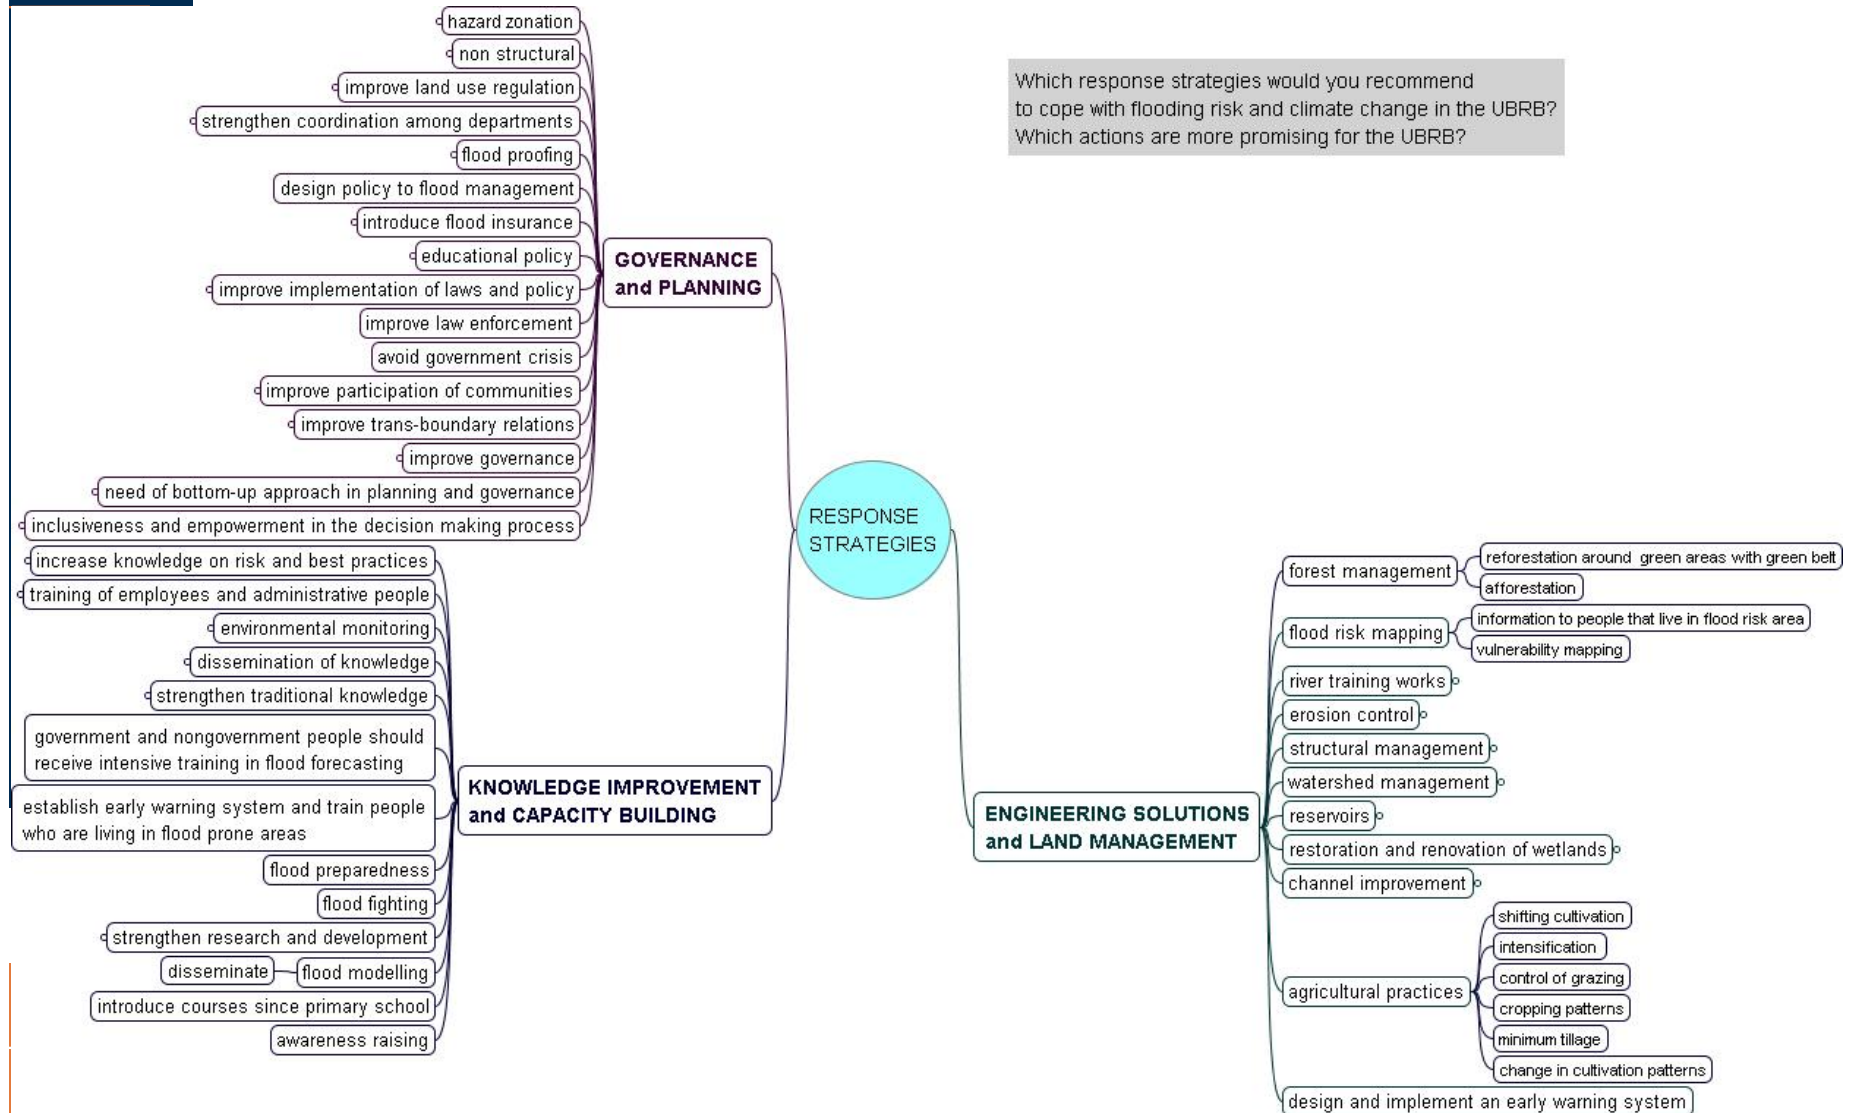 hazard zonation
non structural
improve land use regulation
strengthen coordination among departments
flood proofing
design policy to flood management
introduce flood insurance
educational policy
improve implementation of laws and policy
improve law enforcement
avoid government crisis
improve participation of communities
improve trans-boundary relations
improve governance
need of bottom-up approach in planning and governance
inclusiveness and empowerment in the decision making process
GOVERNANCE
and PLANNING
increase knowledge on risk and best practices
training of employees and administrative people
environmental monitoring
dissemination of knowledge
strengthen traditional knowledge
government and nongovernment people should
receive intensive training in flood forecasting
establish early warning system and train people
who are living in flood prone areas
flood preparedness
flood fighting
strengthen research and development
disseminate
flood modelling
introduce courses since primary school
awareness raising
KNOWLEDGE IMPROVEMENT
and CAPACITY BUILDING
RESPONSE
STRATEGIES
Which response strategies would you recommend
to cope with flooding risk and climate change in the UBRB?
Which actions are more promising for the UBRB?
ENGINEERING SOLUTIONS
and LAND MANAGEMENT
forest management
reforestation around green areas with green belt
afforestation
flood risk mapping
information to people that live in flood risk area
vulnerability mapping
river training works
erosion control
structural management
watershed management
reservoirs
restoration and renovation of wetlands
channel improvement
agricultural practices
shifting cultivation
intensification
control of grazing
cropping patterns
minimum tillage
change in cultivation patterns
design and implement an early warning system